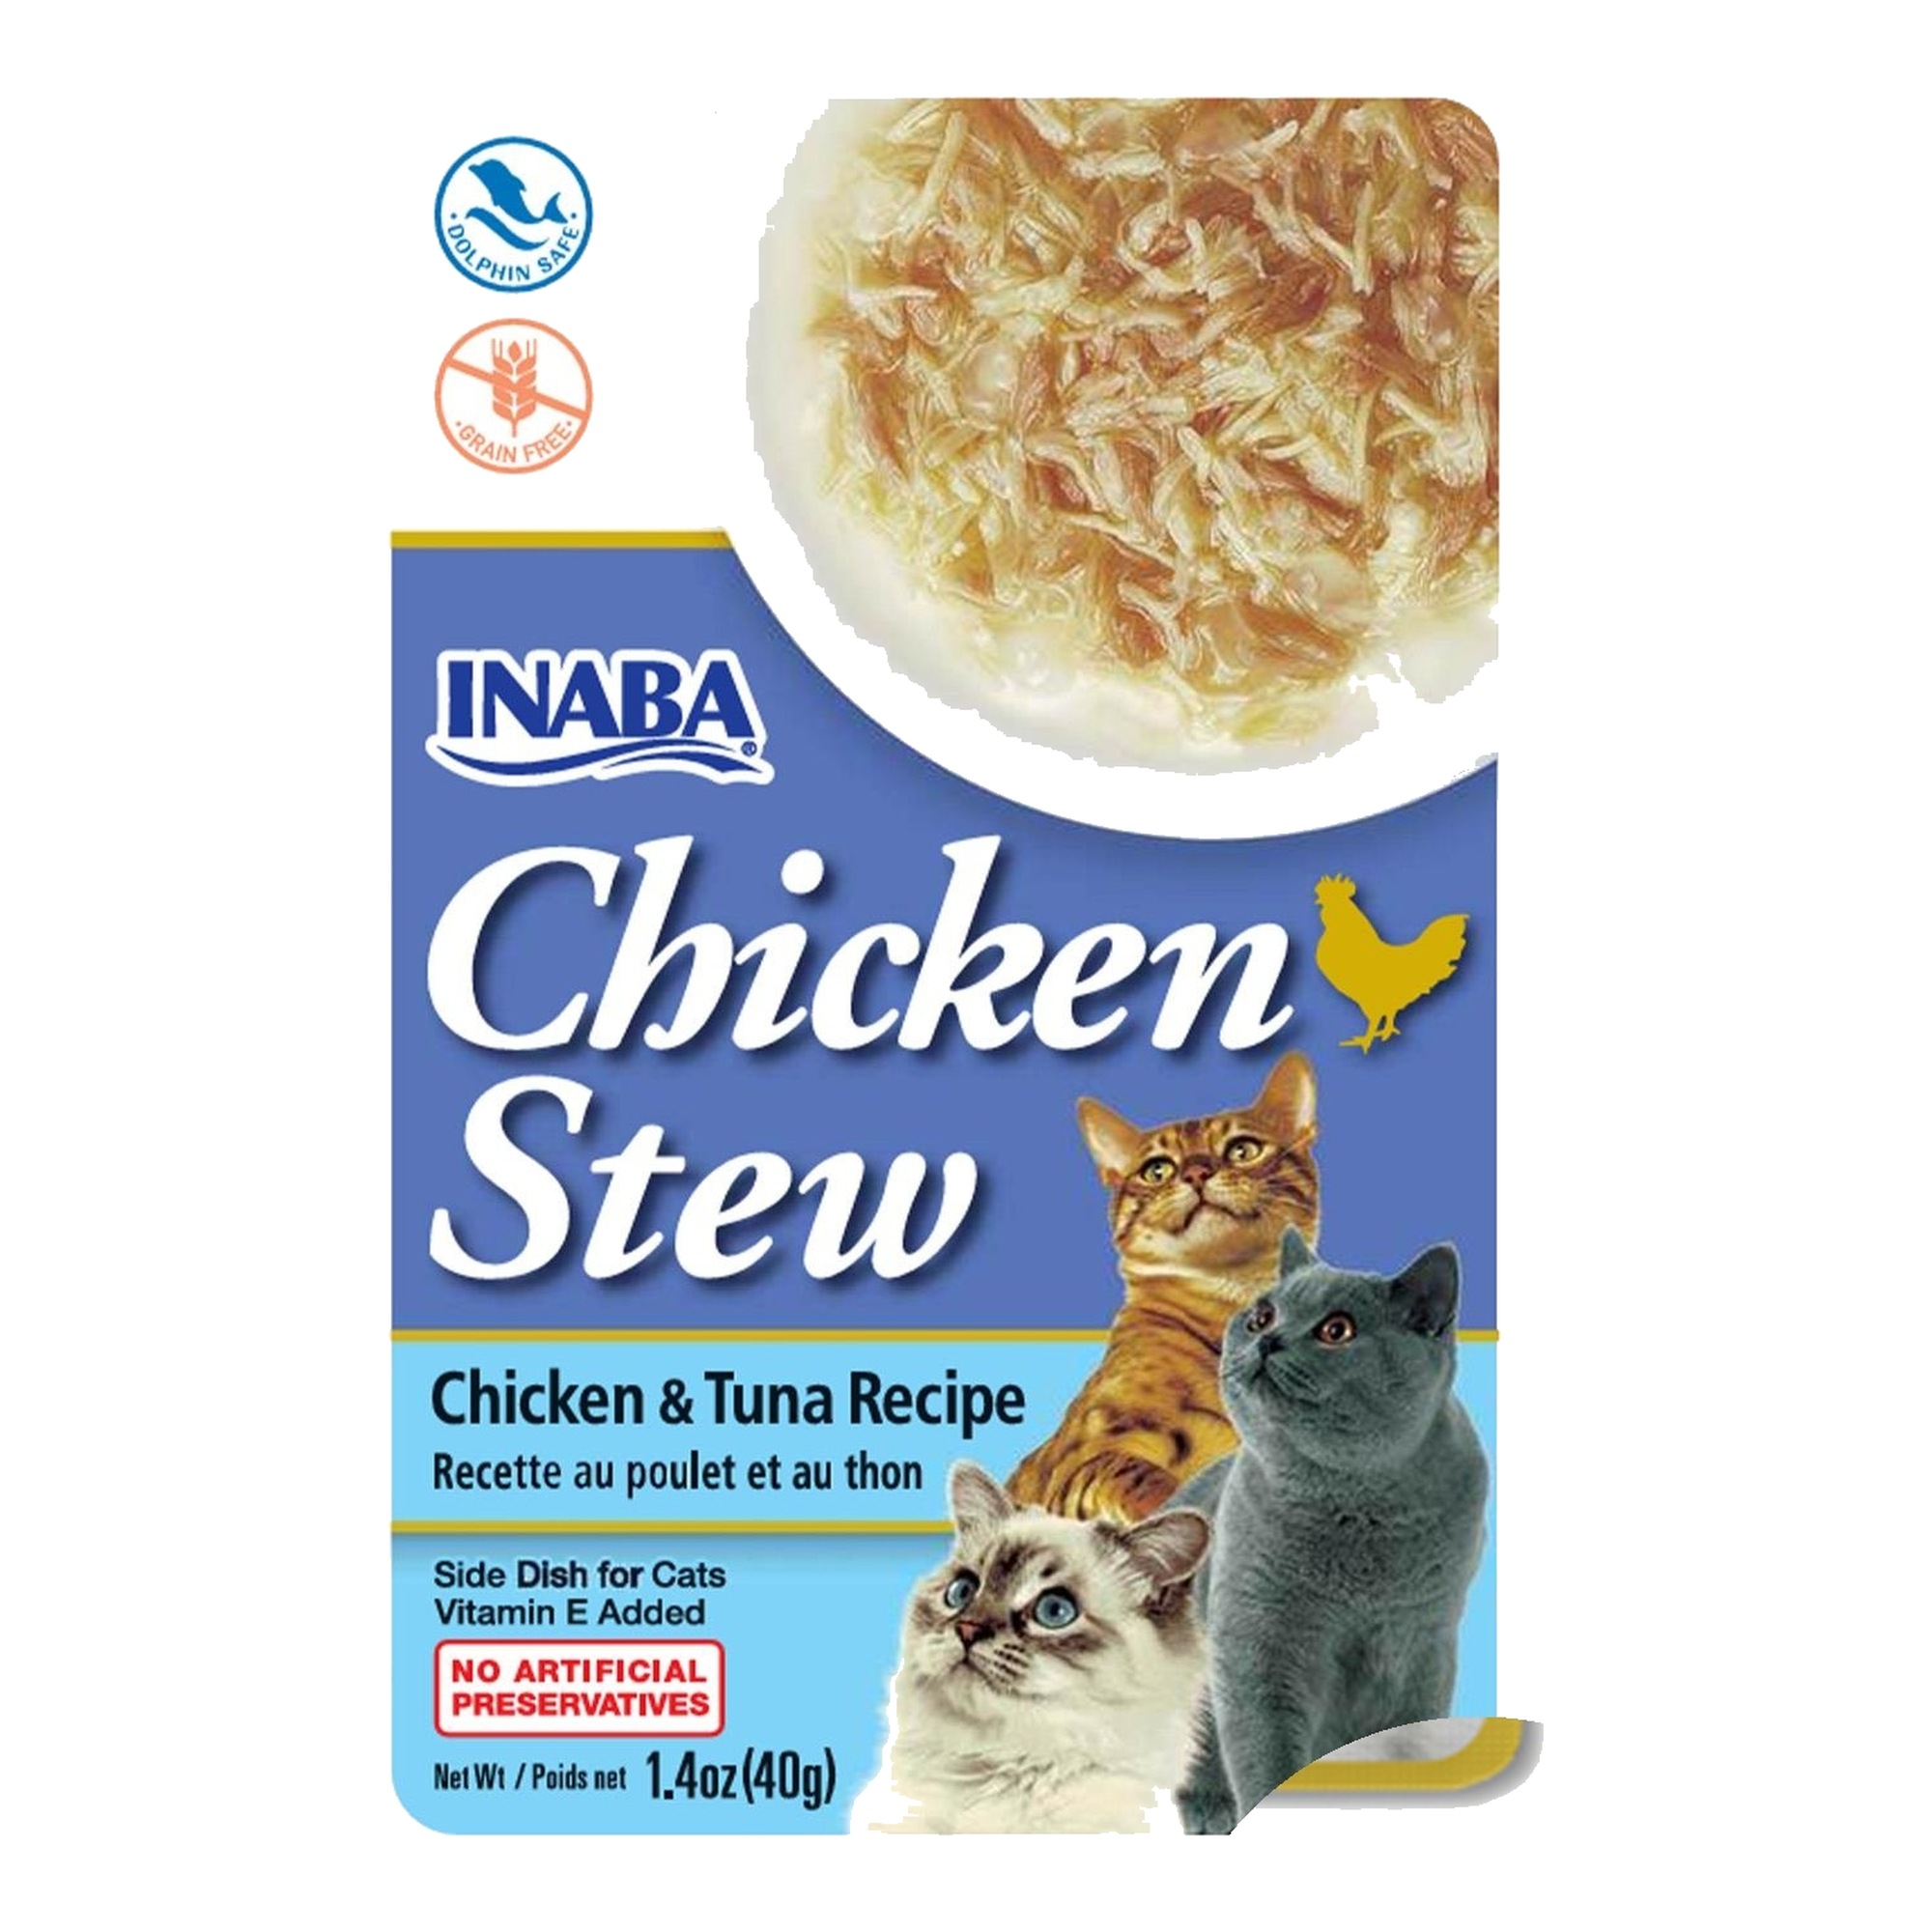 DOLPHIN SAFE
GRAIN FREE
INABA®
Chicken
Stew
Chicken & Tuna Recipe
Recette au poulet et au thon
Side Dish for Cats
Vitamin E Added
NO ARTIFICIAL
PRESERVATIVES
Net Wt / Poids net 1.4oz (40g)